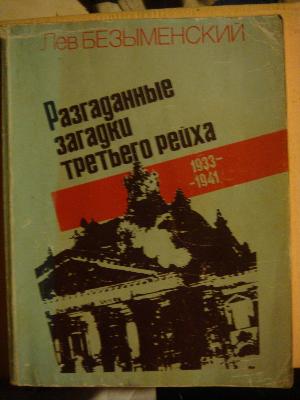 Лев БЕЗЫМЕНСКИЙ
Разгаданные
загадки
третьего рейха
1933–
-1941